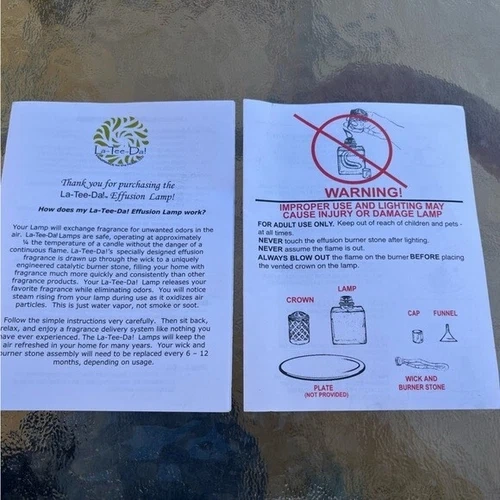 La-Tee-Da!
Thank you for purchasing the
La-Tee-Da!™ Effusion Lamp!
How does my La-Tee-Da! Effusion Lamp work?
Your Lamp will exchange fragrance for unwanted odors in the
air. La-Tee-Da! Lamps are safe, operating at approximately
¼ the temperature of a candle without the danger of a
continuous flame. La-Tee-Da!'s specially designed effusion
fragrance is drawn up through the wick to a uniquely
engineered catalytic burner stone, filling your home with
fragrance much more quickly and consistently than other
fragrance products. Your La-Tee-Da! Lamp releases your
favorite fragrance while eliminating odors. You will notice
steam rising from your lamp during use as it oxidizes air
particles. This is just water vapor, not smoke or soot.
Follow the simple instructions very carefully. Then sit back,
relax, and enjoy a fragrance delivery system like nothing you
have ever experienced. The La-Tee-Da! Lamps will keep the
air refreshed in your home for many years. Your wick and
burner stone assembly will need to be replaced every 6 – 12
months, depending on usage.
WARNING!
IMPROPER USE AND LIGHTING MAY
CAUSE INJURY OR DAMAGE LAMP
FOR ADULT USE ONLY. Keep out of reach of children and pets -
at all times.
NEVER touch the effusion burner stone after lighting.
NEVER assume the flame is out.
ALWAYS BLOW OUT the flame on the burner BEFORE placing
the vented crown on the lamp.
LAMP
CROWN
CAP
FUNNEL
PLATE
(NOT PROVIDED)
WICK AND
BURNER STONE